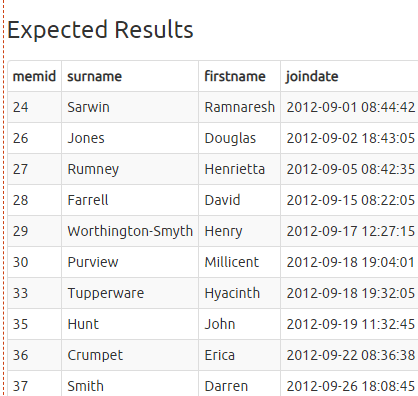 Expected Results
memid surname firstname joindate
24 Sarwin Ramnaresh 2012-09-01 08:44:42
26 Jones Douglas 2012-09-02 18:43:05
27 Rumney Henrietta 2012-09-05 08:42:35
28 Farrell David 2012-09-15 08:22:05
29 Worthington-Smyth Henry 2012-09-17 12:27:15
30 Purview Millicent 2012-09-18 19:04:01
33 Tupperware Hyacinth 2012-09-18 19:32:05
35 Hunt John 2012-09-19 11:32:45
36 Crumpet Erica 2012-09-22 08:36:38
37 Smith Darren 2012-09-26 18:08:45